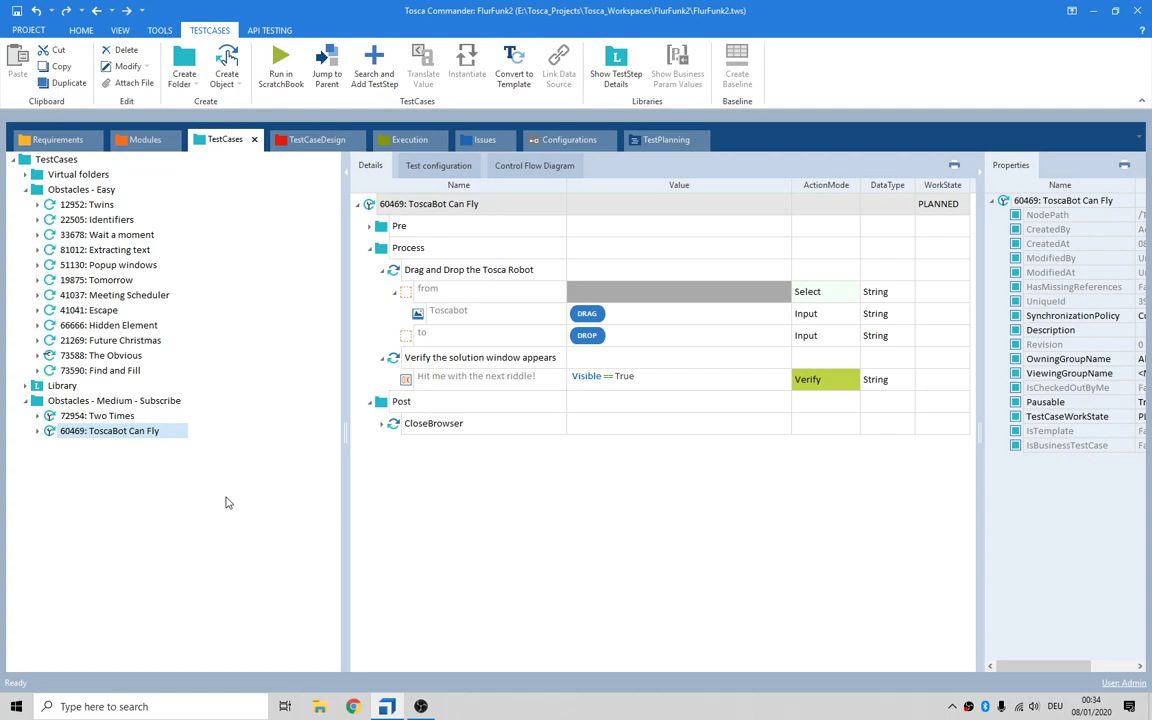 Tosca Commander: FlurFunk2 (E:\Tosca_Projects\Tosca_Workspaces\FlurFunk2\FlurFunk2.tws)
PROJECT HOME VIEW TOOLS TESTCASES API TESTING
Paste
Cut
Copy
Duplicate
Clipboard
Delete
Modify
Attach File
Edit
Create Folder
Create Object
Create
Run in ScratchBook
Jump to Parent
Search and Add TestStep
Translate Value
Instantiate
Convert to Template
Link Data Source
TestCases
Show TestStep Details
Show Business Param Values
Libraries
Create Baseline
Baseline
Requirements Modules TestCases TestCaseDesign Execution Issues Configurations TestPlanning
TestCases
Virtual folders
Obstacles - Easy
12952: Twins
22505: Identifiers
33678: Wait a moment
81012: Extracting text
51130: Popup windows
19875: Tomorrow
41037: Meeting Scheduler
41041: Escape
66666: Hidden Element
21269: Future Christmas
73588: The Obvious
73590: Find and Fill
Library
Obstacles - Medium - Subscribe
72954: Two Times
60469: ToscaBot Can Fly
Details Test configuration Control Flow Diagram
Name Value ActionMode DataType WorkState
60469: ToscaBot Can Fly PLANNED
Pre
Process
Drag and Drop the Tosca Robot
from Select String
Toscabot DRAG Input String
to DROP Input String
Verify the solution window appears
Hit me with the next riddle! Visible == True Verify String
Post
CloseBrowser
Properties
Name
60469: ToscaBot Can Fly
NodePath
CreatedBy
CreatedAt
ModifiedBy
ModifiedAt
HasMissingReferences
UniqueId
SynchronizationPolicy
Description
Revision 0
OwningGroupName
ViewingGroupName
IsCheckedOutByMe
Pausable
TestCaseWorkState
IsTemplate
IsBusinessTestCase
Ready
User: Admin
Type here to search
DEU
00:34
08/01/2020